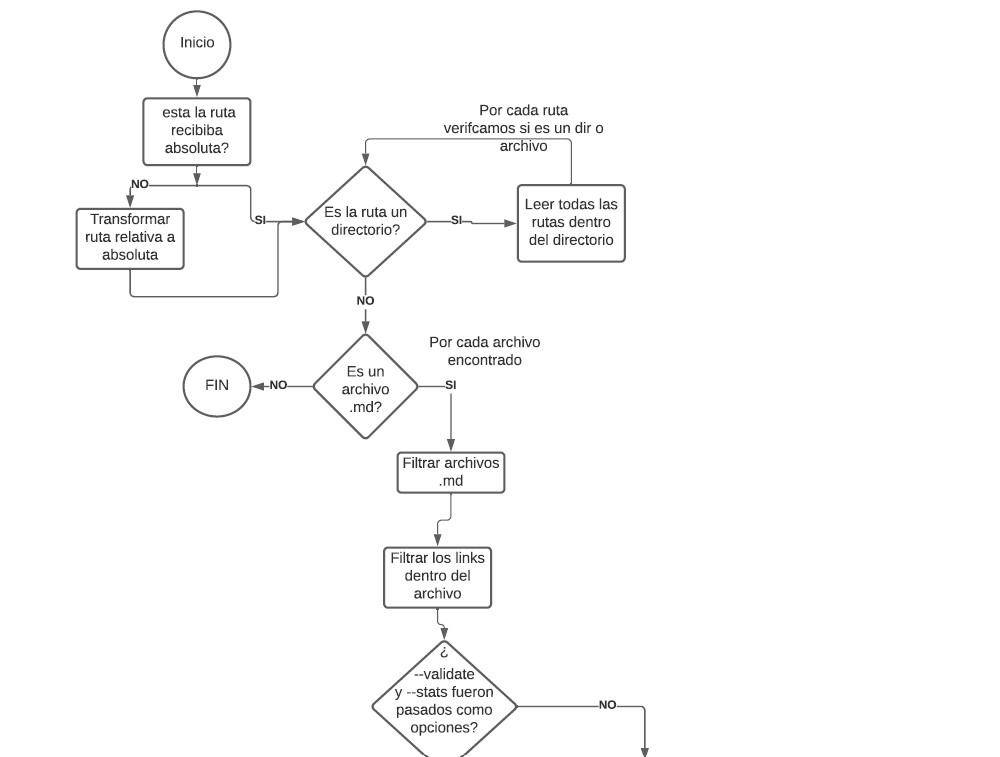 Inicio
esta la ruta
recibiba
absoluta?
NO
SI
Transformar
ruta relativa a
absoluta
Por cada ruta
verifcamos si es un dir o
archivo
Es la ruta un
directorio?
SI
Leer todas las
rutas dentro
del directorio
NO
Por cada archivo
encontrado
Es un
archivo
.md?
NO
FIN
SI
Filtrar archivos
.md
Filtrar los links
dentro del
archivo
¿
--validate
y --stats fueron
pasados como
opciones?
NO